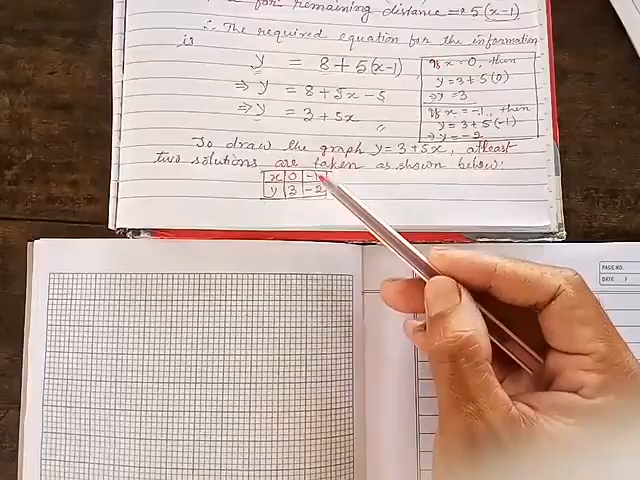 for remaining distance = 5(x-1)
∴ The required equation for the information
is
y = 8 + 5(x-1)
⇒ y = 8 + 5x - 5
⇒ y = 3 + 5x
If x = 0, then
y = 3 + 5(0)
⇒ y = 3
If x = -1, then
y = 3 + 5(-1)
⇒ y = -2
To draw the graph y = 3 + 5x, atleast
two solutions are taken as shown below:
x 0 -1
y 3 -2
PAGE NO.
DATE